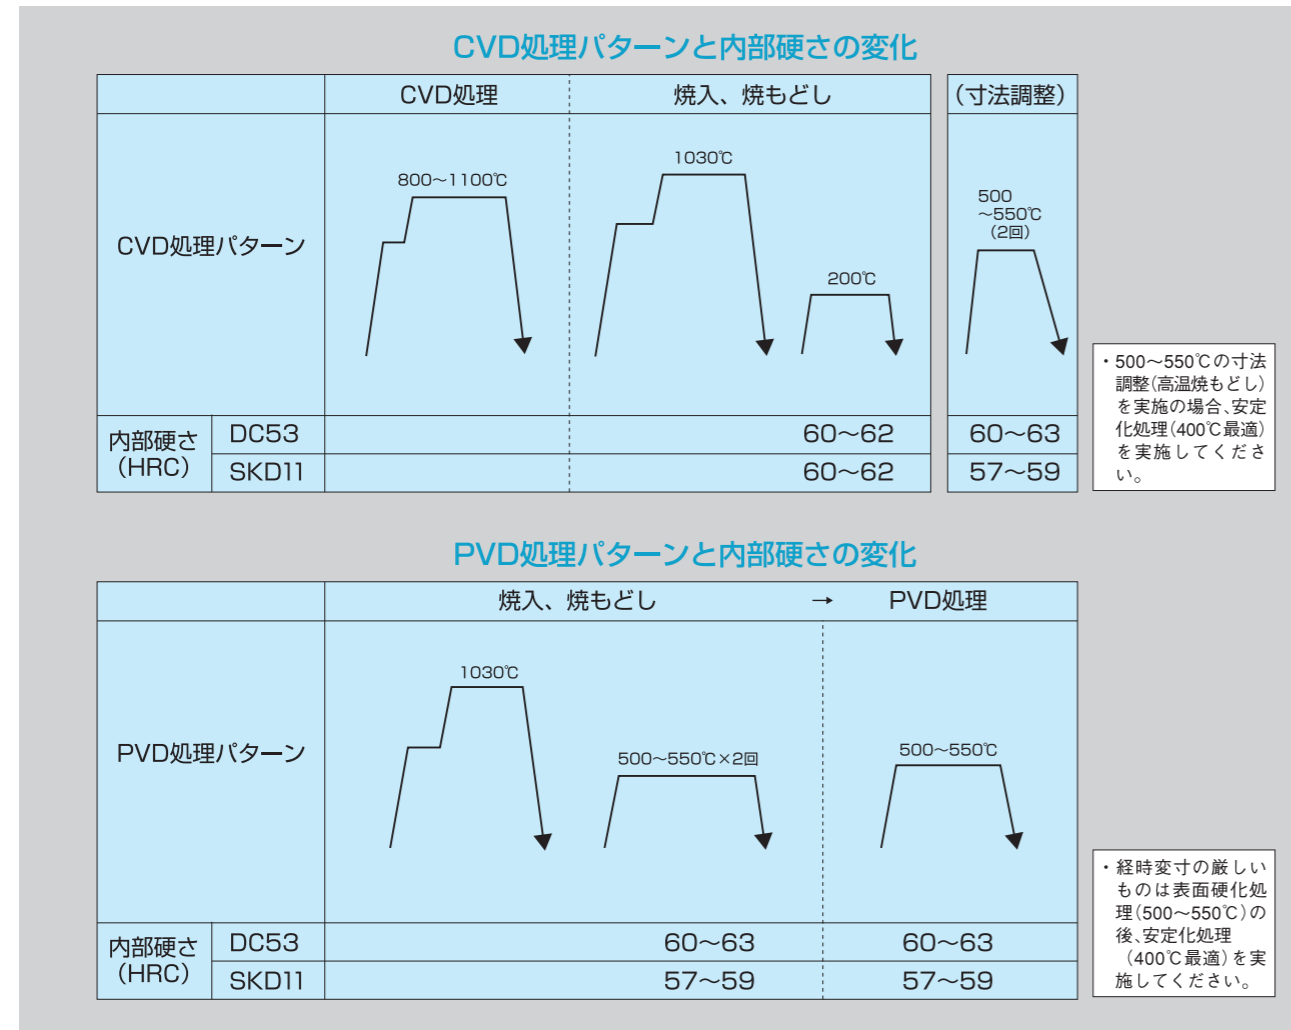 CVD処理パターンと内部硬さの変化
CVD処理
焼入、焼もどし
(寸法調整)
CVD処理パターン
800～1100℃
1030℃
200℃
500
～550℃
(2回)
内部硬さ
(HRC)
DC53
60～62
60～63
SKD11
60～62
57～59
・500～550℃の寸法
調整(高温焼もどし)
を実施の場合、安定
化処理(400℃最適)
を実施してくださ
い。
PVD処理パターンと内部硬さの変化
焼入、焼もどし → PVD処理
PVD処理パターン
1030℃
500～550℃×2回
500～550℃
内部硬さ
(HRC)
DC53
60～63
60～63
SKD11
57～59
57～59
・経時変寸の厳しい
ものは表面硬化処
理(500～550℃)の
後、安定化処理
(400℃最適)を実
施してください。